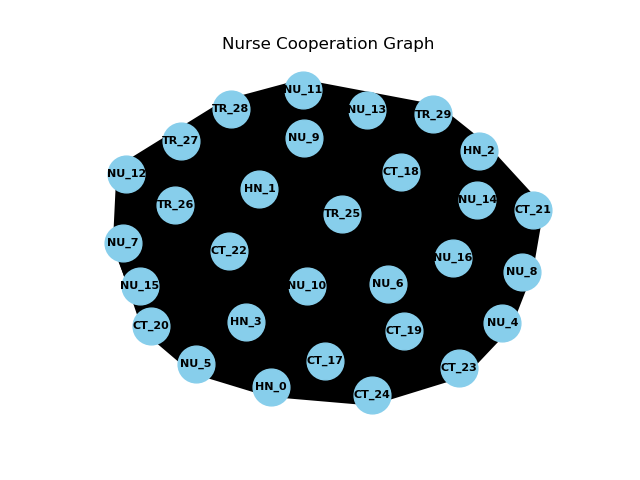 Nurse Cooperation Graph
NU_11
TR_28
NU_13
TR_29
NU_9
TR_27
HN_2
NU_12
CT_18
HN_1
NU_14
TR_26
CT_21
TR_25
NU_7
CT_22
NU_16
NU_8
NU_15
NU_10
NU_6
HN_3
NU_4
CT_20
CT_19
CT_17
NU_5
CT_23
HN_0
CT_24